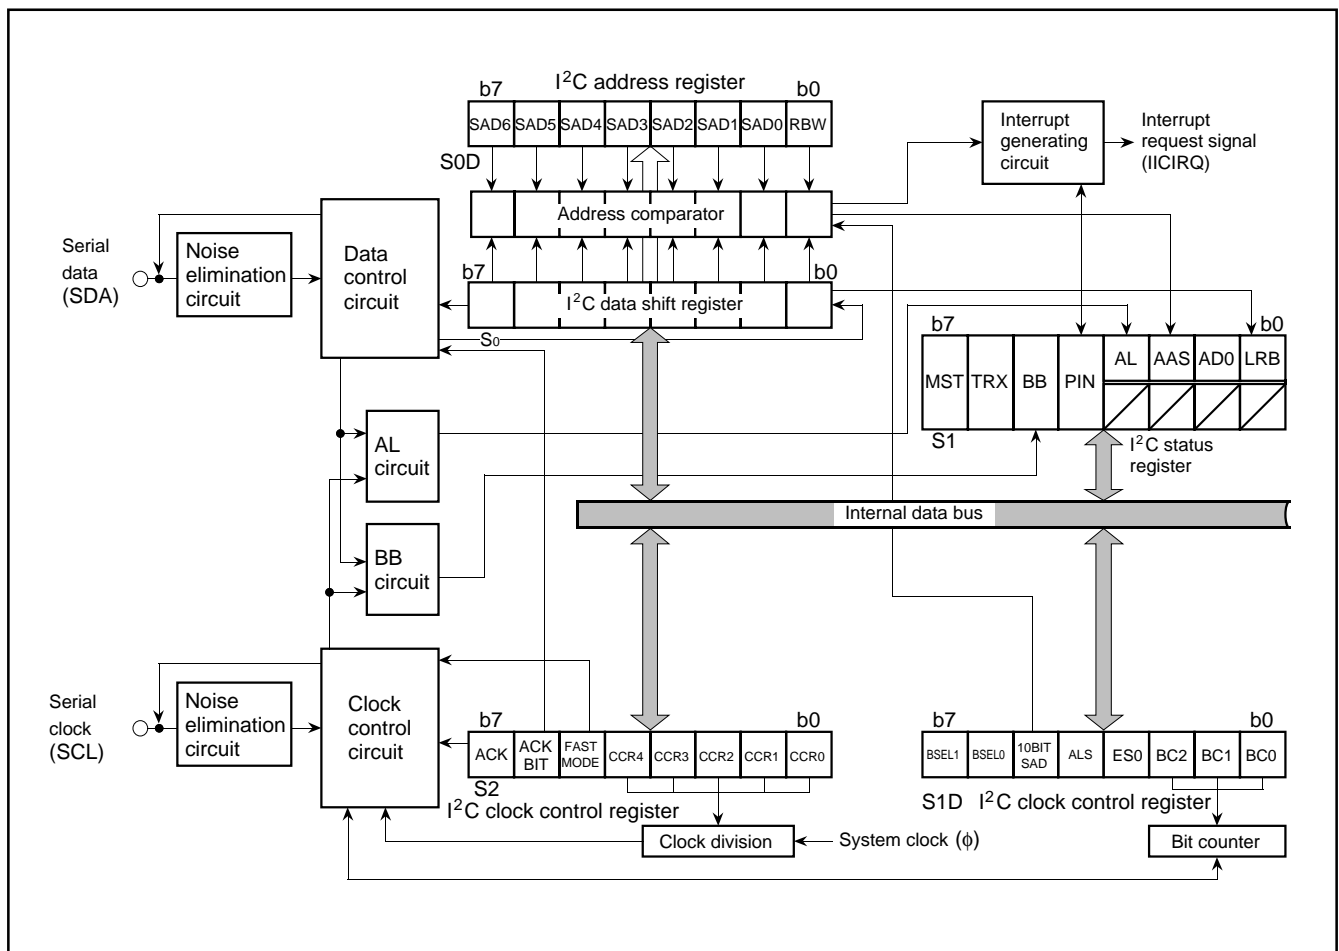 I²C address register
b7
b0
SAD6 SAD5 SAD4 SAD3 SAD2 SAD1 SAD0 RBW
S0D
Interrupt
generating
circuit
Interrupt
request signal
(IICIRQ)
Address comparator
Serial
data
(SDA)
Noise
elimination
circuit
Data
control
circuit
b7
b0
I²C data shift register
S0
b7
b0
MST TRX BB PIN AL AAS AD0 LRB
S1
I²C status
register
AL
circuit
Internal data bus
BB
circuit
Serial
clock
(SCL)
Noise
elimination
circuit
Clock
control
circuit
b7
b0
ACK
ACK
BIT
FAST
MODE
CCR4 CCR3 CCR2 CCR1 CCR0
S2
I²C clock control register
Clock division
System clock (ϕ)
b7
b0
BSEL1 BSEL0
10BIT
SAD
ALS ES0 BC2 BC1 BC0
S1D I²C clock control register
Bit counter